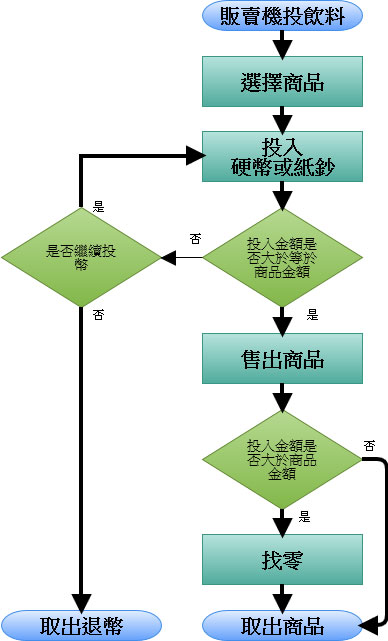 販賣機投飲料
選擇商品
投入
硬幣或紙鈔
是
是否繼續投
幣
否
投入金額是
否大於等於
商品金額
否
是
售出商品
投入金額是
否大於商品
金額
否
是
找零
取出退幣
取出商品